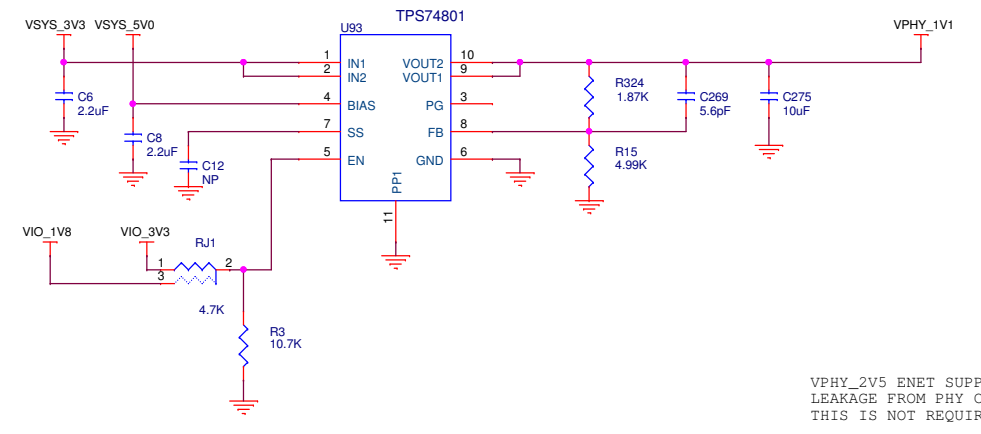 TPS74801
VSYS_3V3 VSYS_5V0 U93 VPHY_1V1
1 IN1 VOUT2 10
2 IN2 VOUT1 9
C6 2.2uF
4 BIAS PG 3
R324 1.87K
C269 5.6pF
C275 10uF
7 SS FB 8
C8 2.2uF
C12 NP
5 EN GND 6
R15 4.99K
PP1
11
VIO_1V8 VIO_3V3 RJ1
1 2
3
4.7K
R3
10.7K
VPHY_2V5 ENET SUPP
LEAKAGE FROM PHY
THIS IS NOT REQUIR